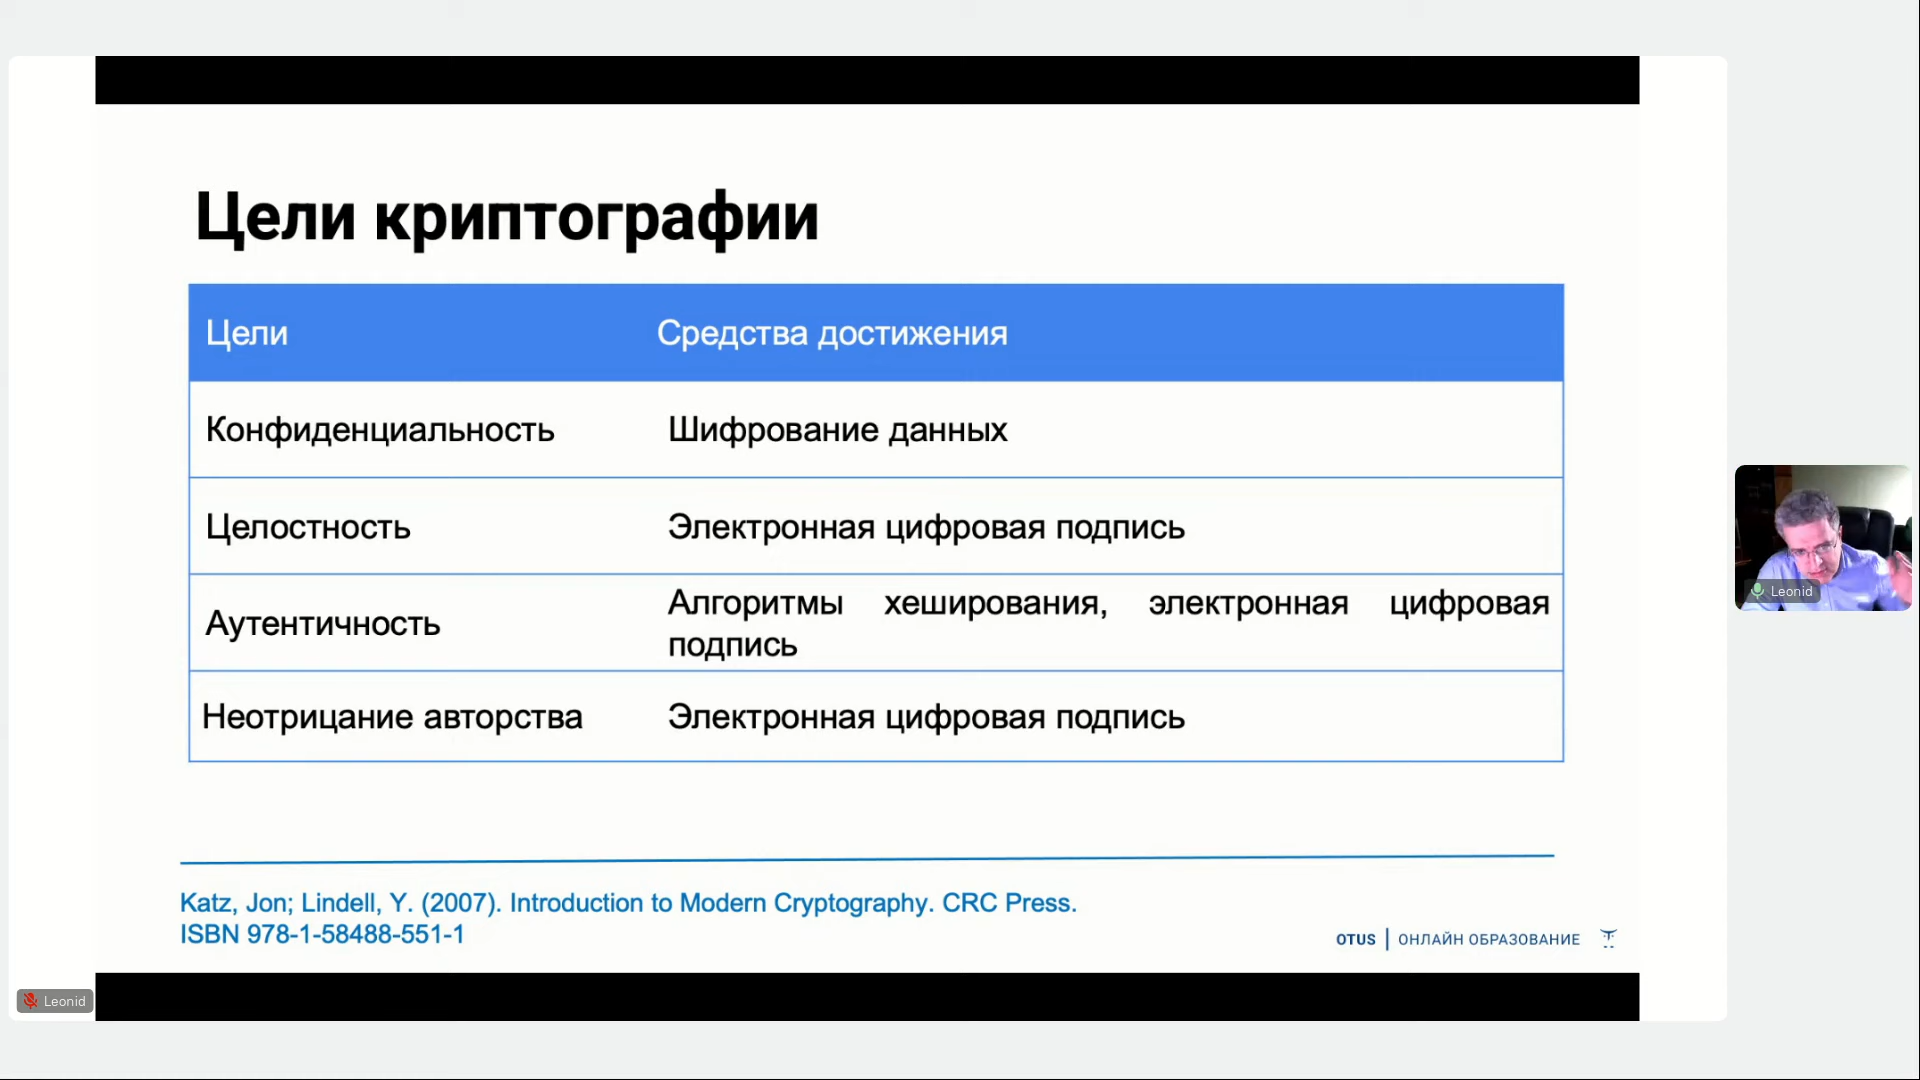 Цели криптографии
Цели Средства достижения
Конфиденциальность Шифрование данных
Целостность Электронная цифровая подпись
Аутентичность Алгоритмы хеширования, электронная цифровая
подпись
Неотрицание авторства Электронная цифровая подпись
Katz, Jon; Lindell, Y. (2007). Introduction to Modern Cryptography. CRC Press.
ISBN 978-1-58488-551-1
OTUS | ОНЛАЙН ОБРАЗОВАНИЕ
Leonid
Leonid